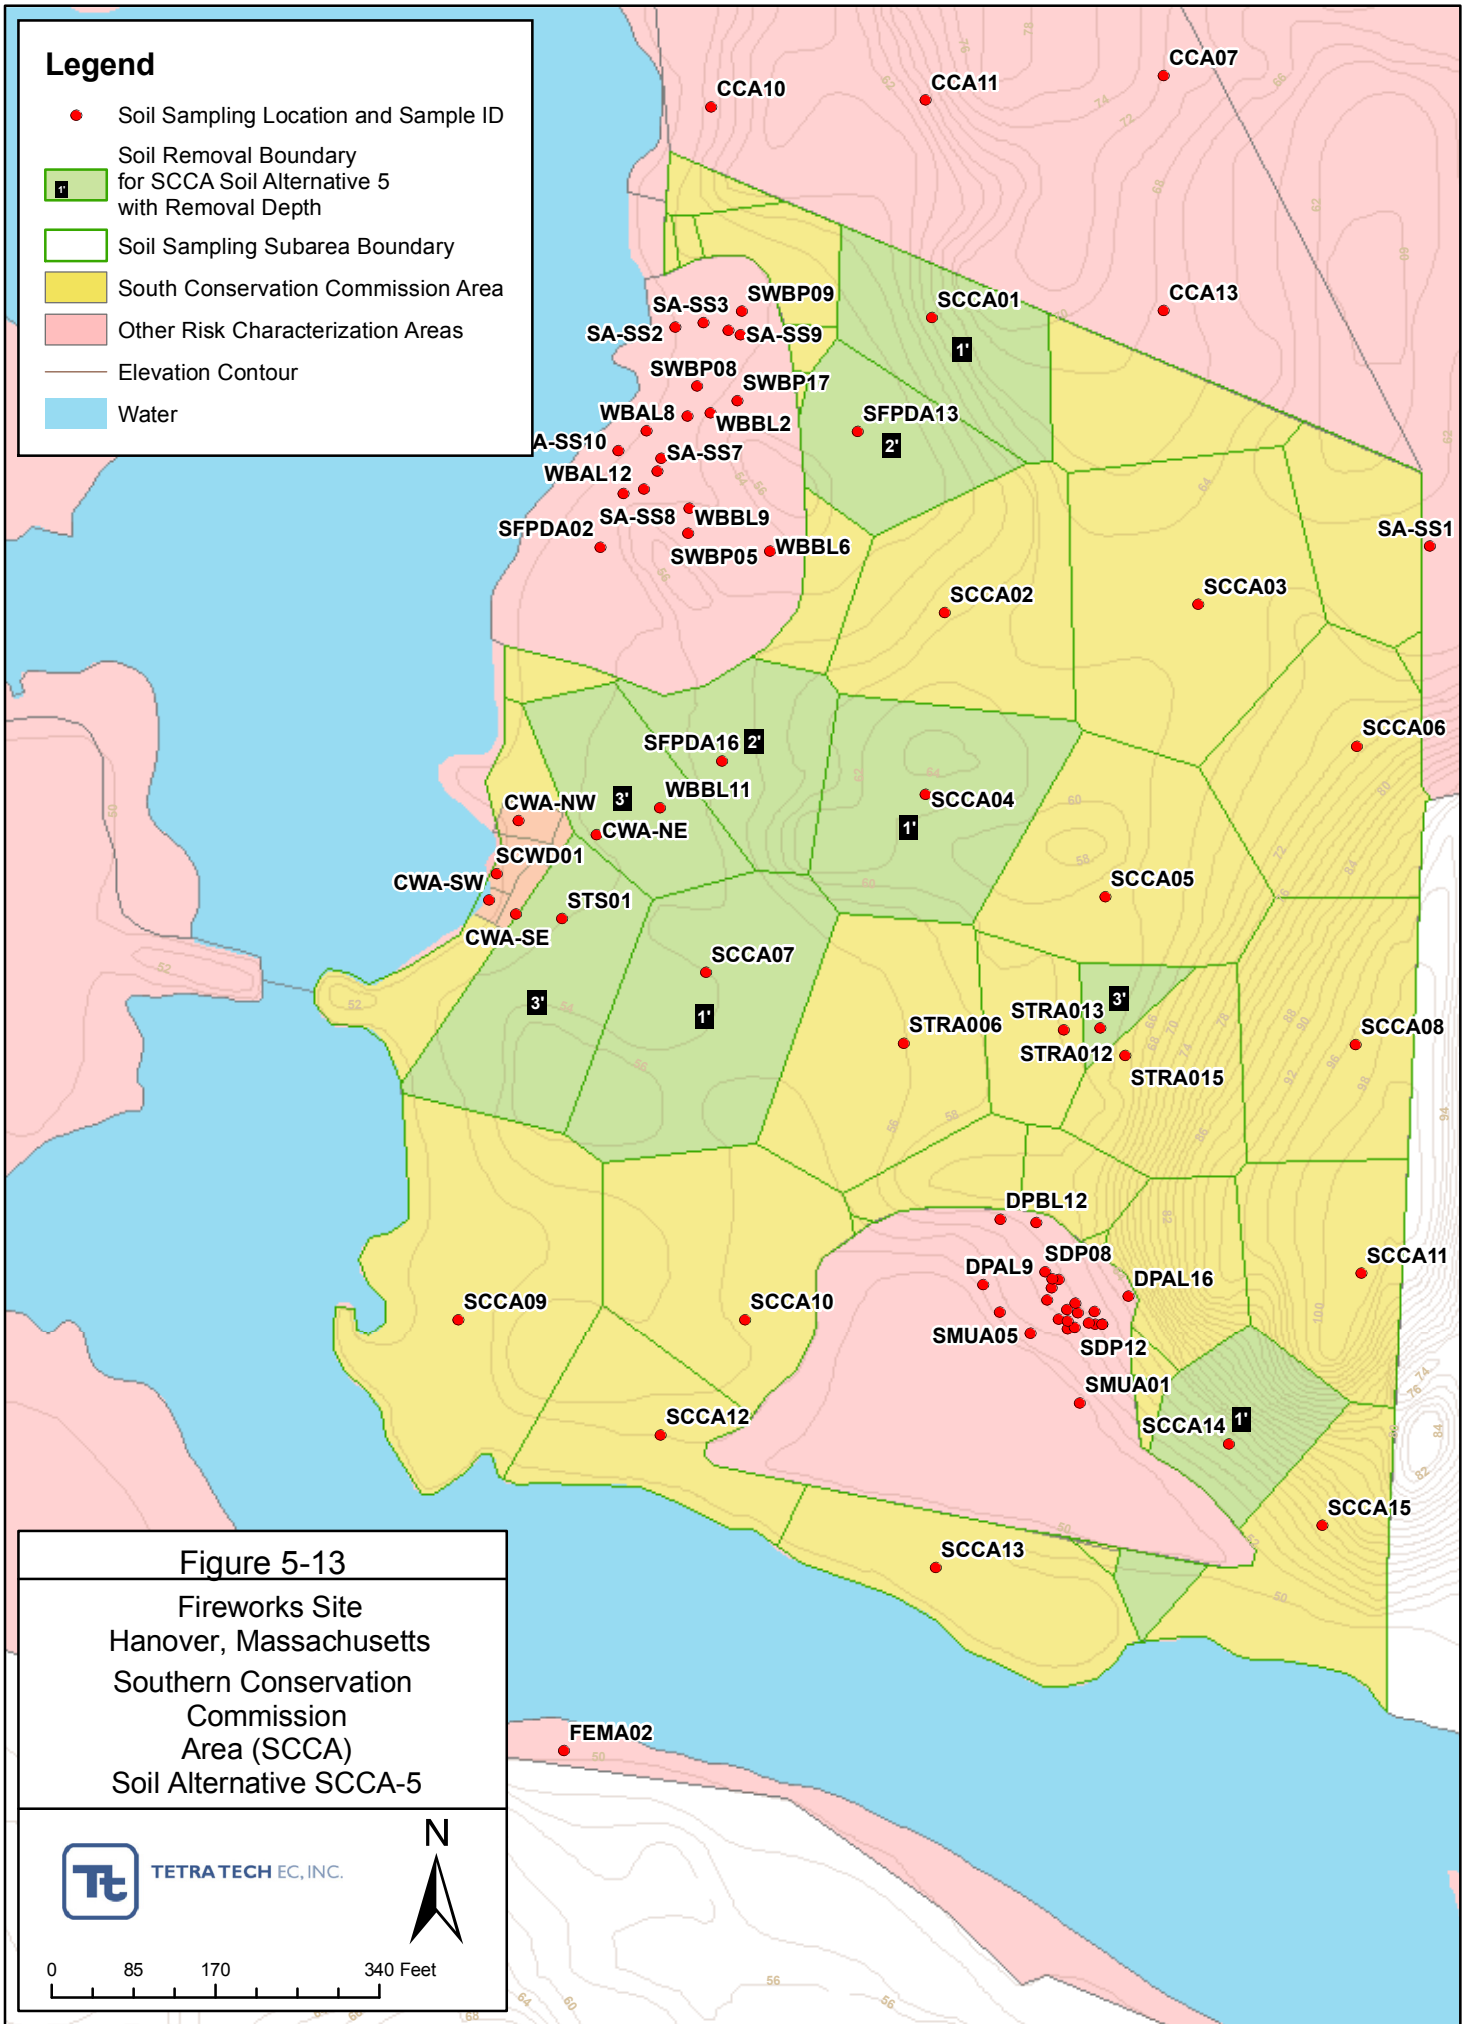 Legend
Soil Sampling Location and Sample ID
1'
Soil Removal Boundary
for SCCA Soil Alternative 5
with Removal Depth
Soil Sampling Subarea Boundary
South Conservation Commission Area
Other Risk Characterization Areas
Elevation Contour
Water
CCA10
CCA11
CCA07
SWBP09
SA-SS3
SA-SS2
SA-SS9
SCCA01
1'
CCA13
SWBP08
SWBP17
WBAL8
WBBL2
SFPDA13
2'
A-SS10
SA-SS7
WBAL12
SA-SS8
WBBL9
SFPDA02
SWBP05
WBBL6
SA-SS1
SCCA02
SCCA03
SCCA06
SFPDA16
2'
3'
WBBL11
CWA-NW
CWA-NE
SCCA04
1'
SCWD01
CWA-SW
STS01
CWA-SE
SCCA05
SCCA07
3'
1'
STRA006
STRA013
3'
STRA012
STRA015
SCCA08
DPBL12
DPAL9
SDP08
DPAL16
SCCA11
SCCA09
SCCA10
SMUA05
SDP12
SMUA01
SCCA12
SCCA14
1'
SCCA15
SCCA13
FEMA02
Figure 5-13
Fireworks Site
Hanover, Massachusetts
Southern Conservation
Commission
Area (SCCA)
Soil Alternative SCCA-5
N
Tt
TETRA TECH EC, INC.
0 85 170 340 Feet